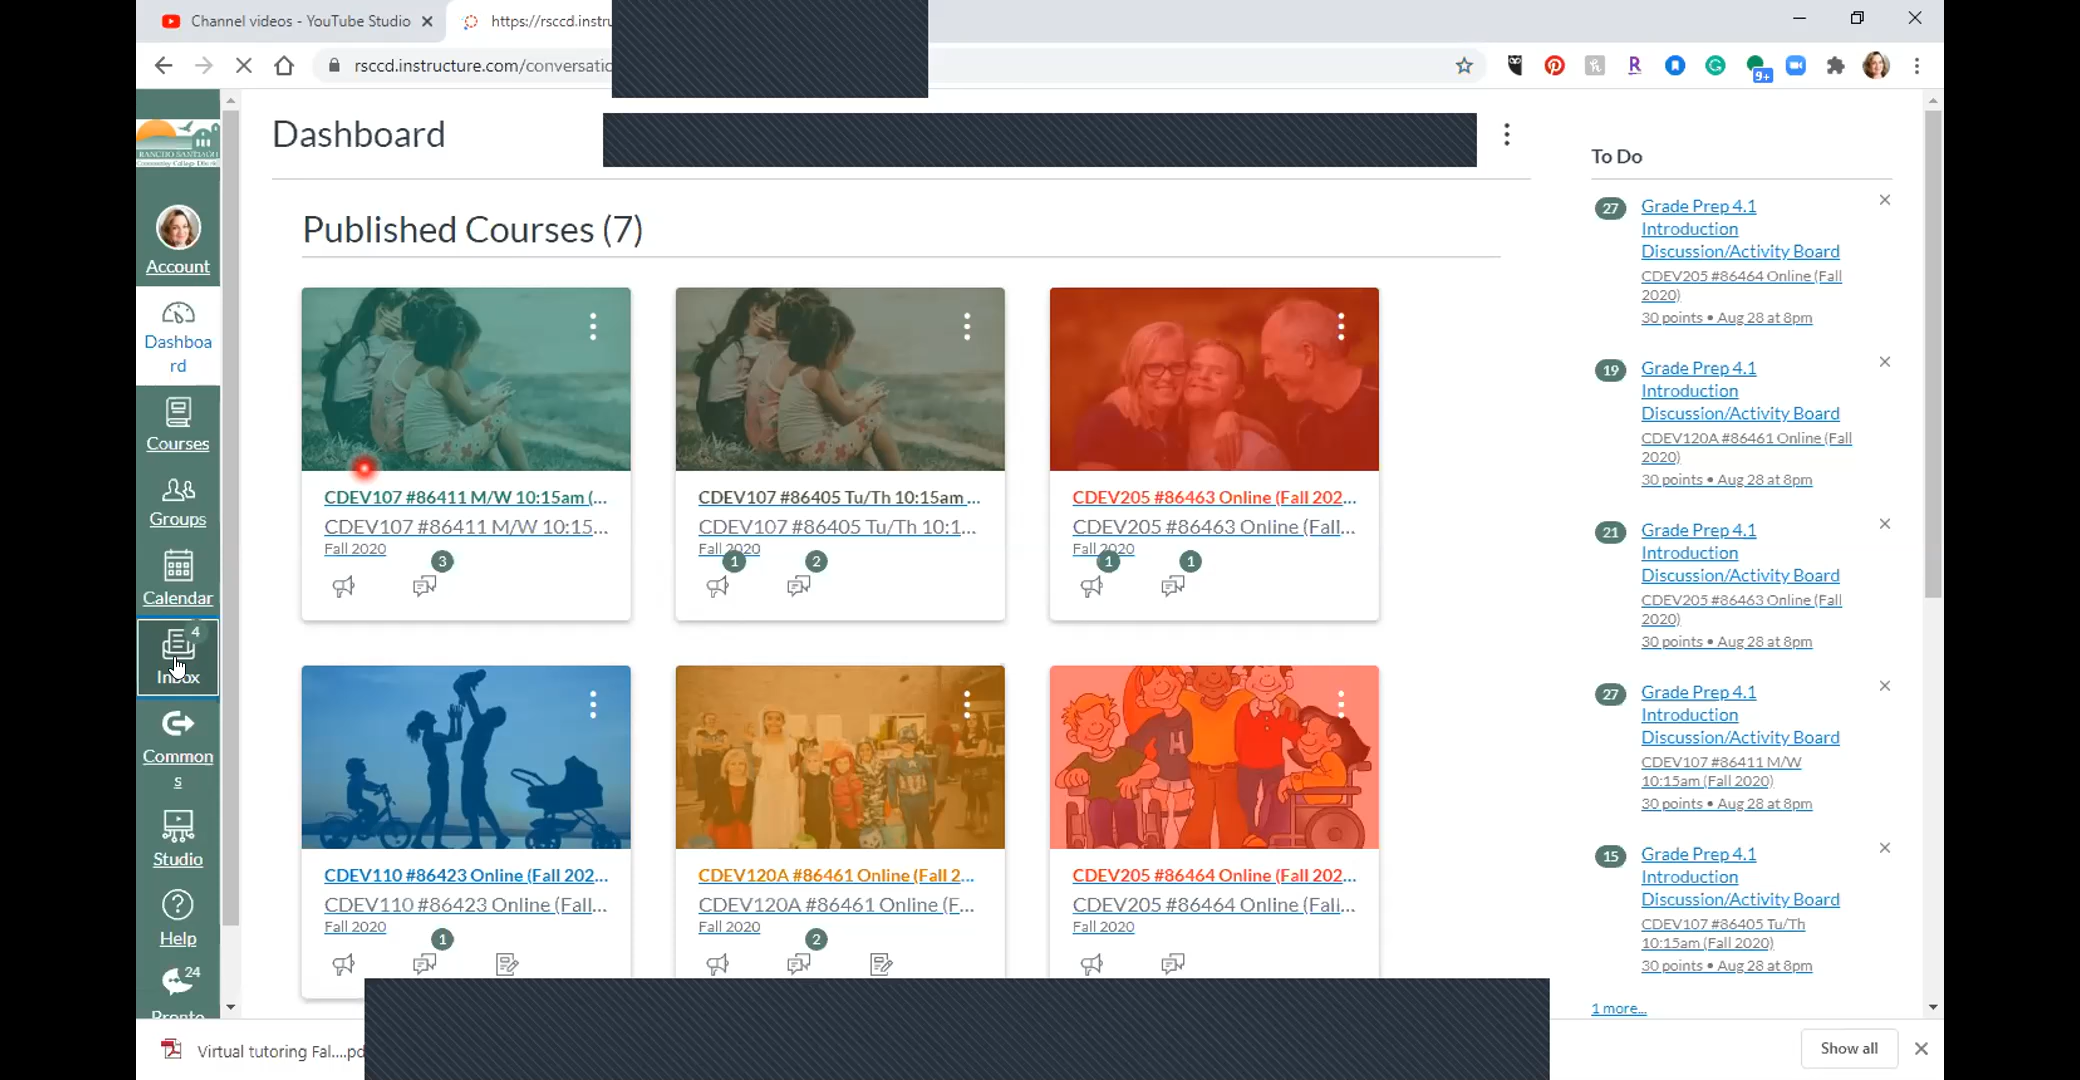 Channel videos - YouTube Studio
https://rsccd.instru
rsccd.instructure.com/conversatio
9+
RANCHO SANTIAGO
Community College District
Account
Dashboa
rd
Courses
Groups
Calendar
4
Inbox
Common
s
Studio
Help
24
Pronto
Dashboard
Published Courses (7)
CDEV107 #86411 M/W 10:15am (...
CDEV107 #86411 M/W 10:15...
Fall 2020
3
CDEV107 #86405 Tu/Th 10:15am ...
CDEV107 #86405 Tu/Th 10:1...
Fall 2020
1
2
CDEV205 #86463 Online (Fall 202...
CDEV205 #86463 Online (Fall...
Fall 2020
1
1
H
CDEV110 #86423 Online (Fall 202...
CDEV110 #86423 Online (Fall...
Fall 2020
1
CDEV120A #86461 Online (Fall 2...
CDEV120A #86461 Online (F...
Fall 2020
2
CDEV205 #86464 Online (Fall 202...
CDEV205 #86464 Online (Fall...
Fall 2020
To Do
27
Grade Prep 4.1
Introduction
Discussion/Activity Board
CDEV205 #86464 Online (Fall
2020)
30 points • Aug 28 at 8pm
19
Grade Prep 4.1
Introduction
Discussion/Activity Board
CDEV120A #86461 Online (Fall
2020)
30 points • Aug 28 at 8pm
21
Grade Prep 4.1
Introduction
Discussion/Activity Board
CDEV205 #86463 Online (Fall
2020)
30 points • Aug 28 at 8pm
27
Grade Prep 4.1
Introduction
Discussion/Activity Board
CDEV107 #86411 M/W
10:15am (Fall 2020)
30 points • Aug 28 at 8pm
15
Grade Prep 4.1
Introduction
Discussion/Activity Board
CDEV107 #86405 Tu/Th
10:15am (Fall 2020)
30 points • Aug 28 at 8pm
1 more...
Virtual tutoring Fal....pd
Show all